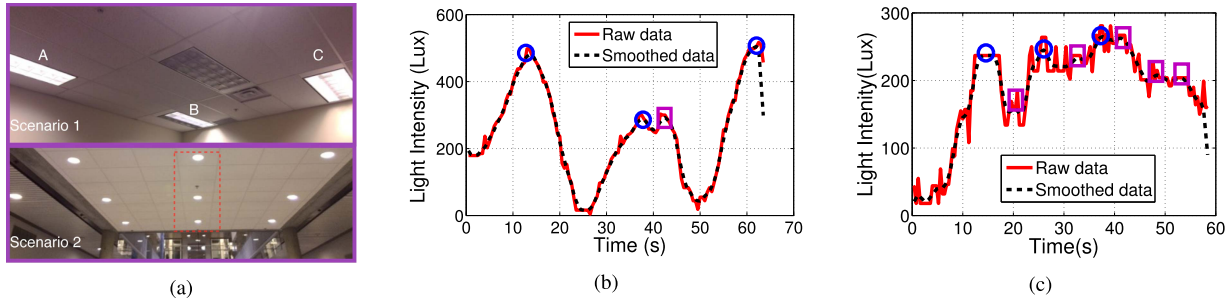 A
B
C
Scenario 1
Scenario 2
(a)
600
400
200
0
Light Intensity (Lux)
Raw data
Smoothed data
0 10 20 30 40 50 60 70
Time (s)
(b)
300
200
100
0
Light Intensity(Lux)
Raw data
Smoothed data
0 10 20 30 40 50 60
Time(s)
(c)